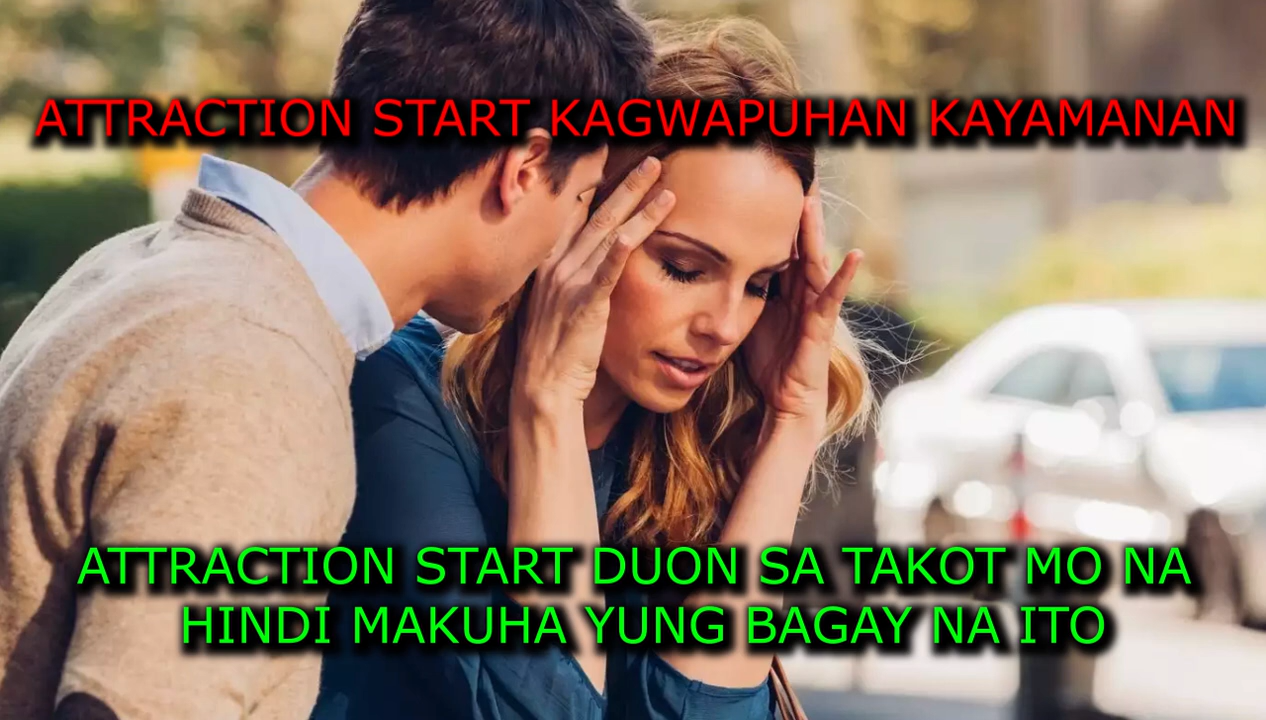 ATTRACTION START KAGWAPUHAN KAYAMANAN
ATTRACTION START DUON SA TAKOT MO NA
HINDI MAKUHA YUNG BAGAY NA ITO